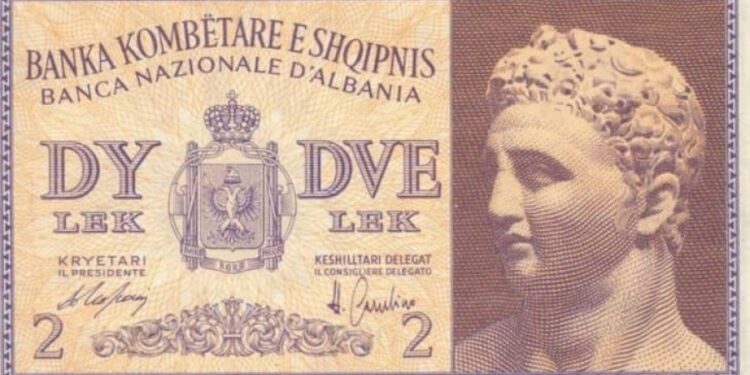 BANKA KOMBËTARE E SHQIPNIS
BANCA NAZIONALE D'ALBANIA
DY DVE
LEK LEK
KRYETARI
IL PRESIDENTE
KESHILLTARI DELEGAT
IL CONSIGLIERE DELEGATO
2 2